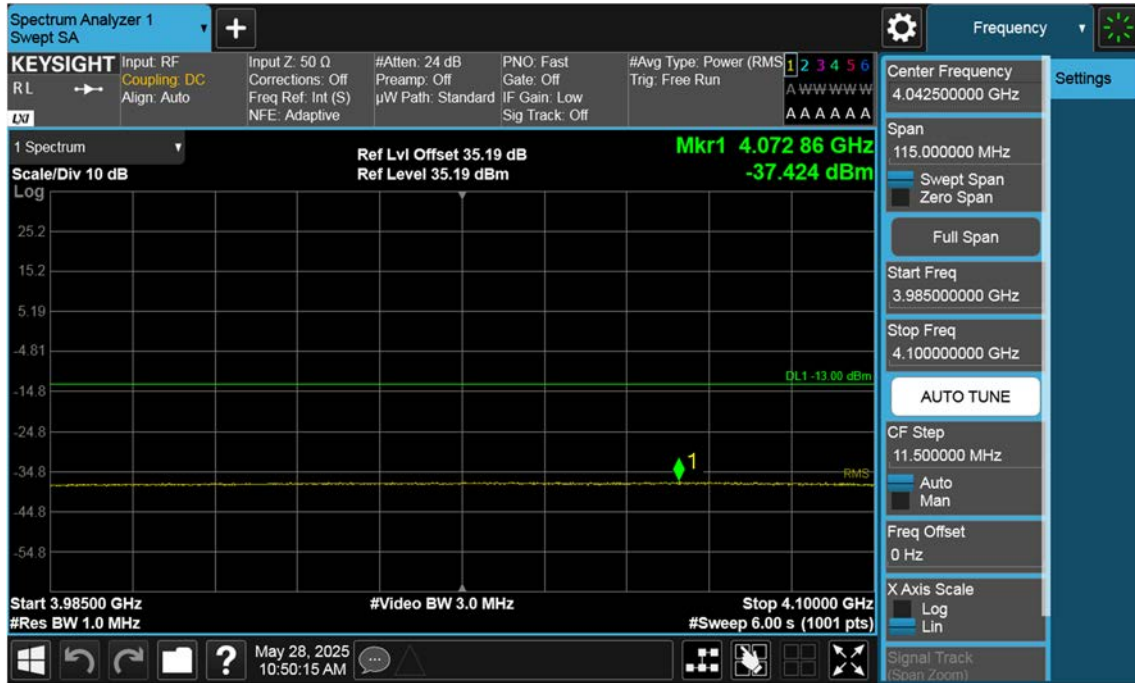 Spectrum Analyzer 1
Swept SA
+
Frequency
KEYSIGHT
R L
LXI
Input: RF
Coupling: DC
Align: Auto
Input Z: 50 Ω
Corrections: Off
Freq Ref: Int (S)
NFE: Adaptive
#Atten: 24 dB
Preamp: Off
µW Path: Standard
PNO: Fast
Gate: Off
IF Gain: Low
Sig Track: Off
#Avg Type: Power (RMS
Trig: Free Run
1 2 3 4 5 6
A W W W W W
A A A A A A
Center Frequency
4.042500000 GHz
Settings
1 Spectrum
Scale/Div 10 dB
Log
Ref Lvl Offset 35.19 dB
Ref Level 35.19 dBm
Mkr1 4.072 86 GHz
-37.424 dBm
Span
115.000000 MHz
Swept Span
Zero Span
Full Span
Start Freq
3.985000000 GHz
Stop Freq
4.100000000 GHz
AUTO TUNE
CF Step
11.500000 MHz
Auto
Man
Freq Offset
0 Hz
X Axis Scale
Log
Lin
Signal Track
(Span Zoom)
25.2
15.2
5.19
-4.81
DL1 -13.00 dBm
-14.8
-24.8
1
-34.8
RMS
-44.8
-54.8
Start 3.98500 GHz
#Video BW 3.0 MHz
Stop 4.10000 GHz
#Res BW 1.0 MHz
#Sweep 6.00 s (1001 pts)
?
May 28, 2025
10:50:15 AM